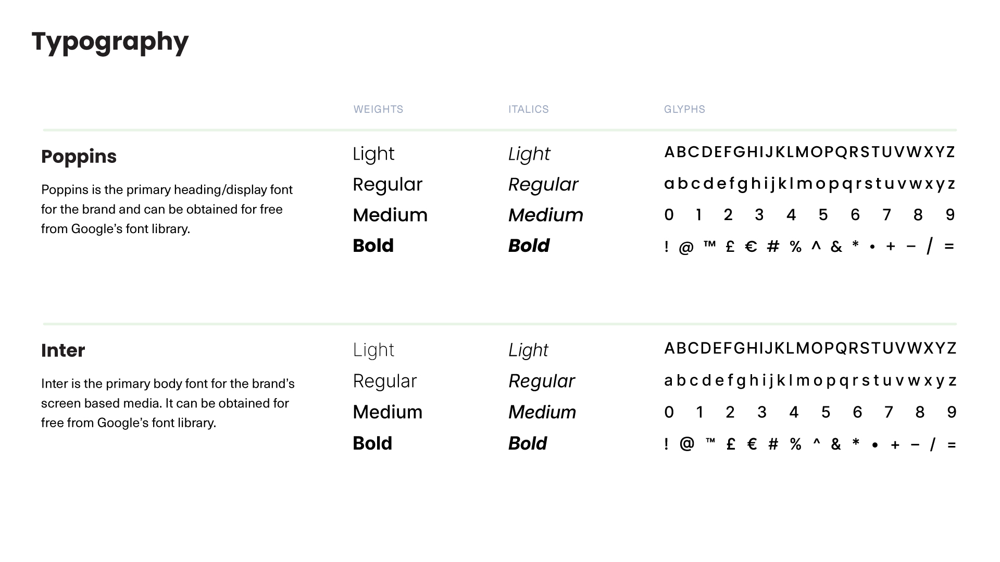 Typography
WEIGHTS ITALICS GLYPHS
Poppins
Poppins is the primary heading/display font
for the brand and can be obtained for free
from Google’s font library.
Light
Regular
Medium
Bold
Light
Regular
Medium
Bold
ABCDEFGHIJKLMOPQRSTUVWXYZ
abcdefghijklmopqrstuvwxyz
0 1 2 3 4 5 6 7 8 9
! @ ™ £ € # % ^ & * • + – / =
Inter
Inter is the primary body font for the brand’s
screen based media. It can be obtained for
free from Google’s font library.
Light
Regular
Medium
Bold
Light
Regular
Medium
Bold
ABCDEFGHIJKLMOPQRSTUVWXYZ
abcdefghijklmopqrstuvwxyz
0 1 2 3 4 5 6 7 8 9
! @ ™ £ € # % ^ & * • + – / =